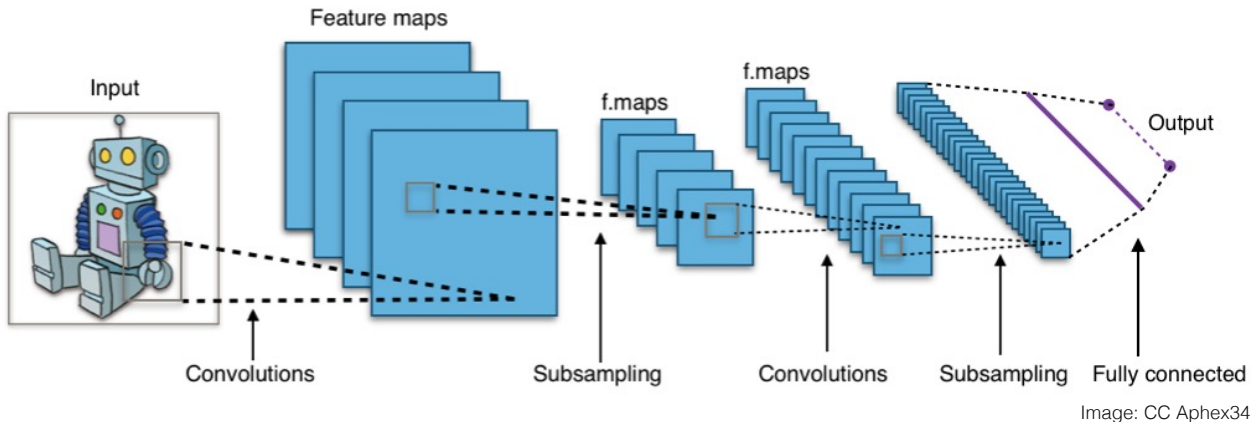 Feature maps
Input
f.maps
f.maps
Output
Convolutions
Subsampling
Convolutions
Subsampling
Fully connected
Image: CC Aphex34